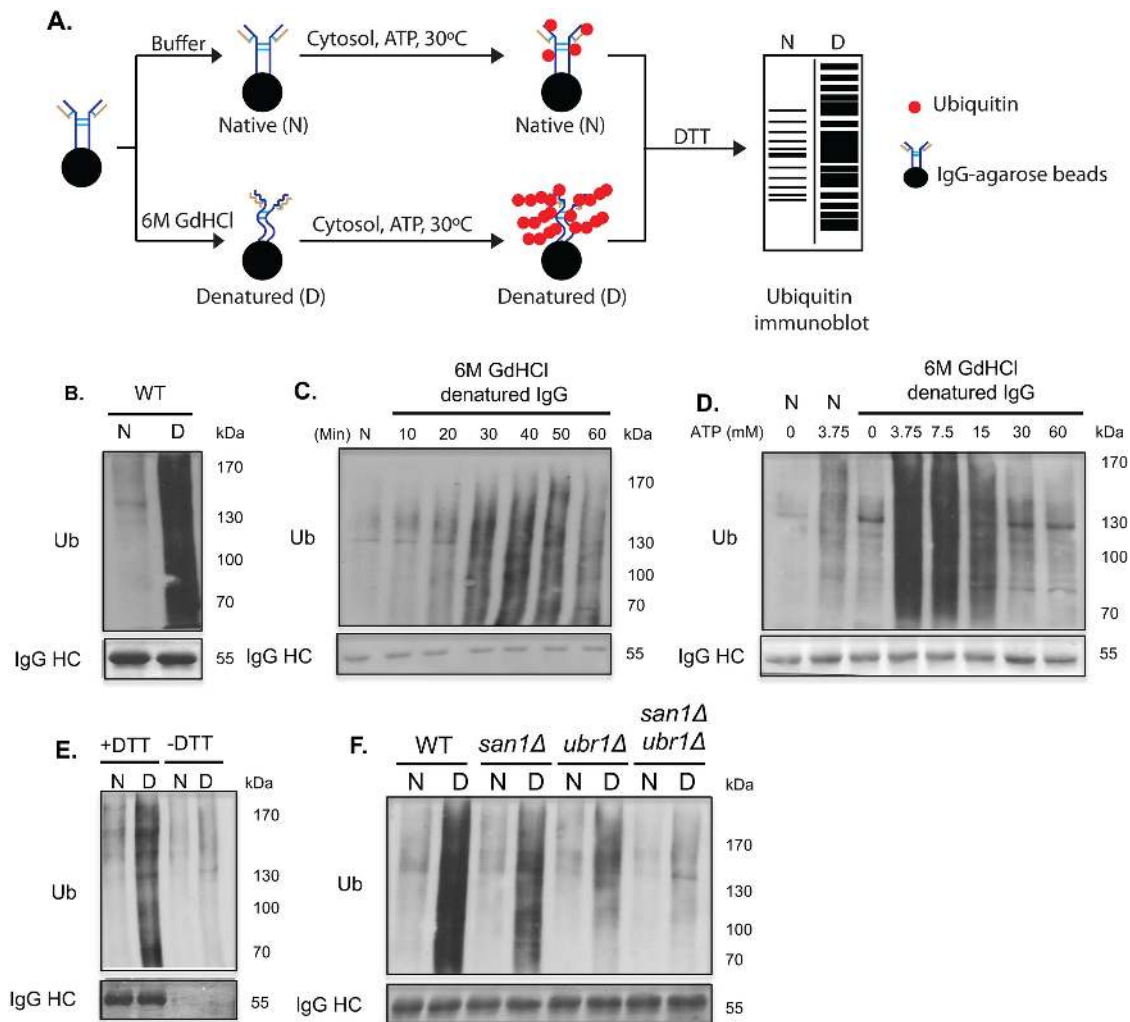 A.
Buffer
Cytosol, ATP, 30ºC
Native (N)
Native (N)
6M GdHCl
Cytosol, ATP, 30ºC
Denatured (D)
Denatured (D)
DTT
N D
Ubiquitin
immunoblot
Ubiquitin
IgG-agarose beads
B.
WT
N D kDa
170
130
100
70
Ub
IgG HC 55
C.
6M GdHCl
denatured IgG
(Min) N 10 20 30 40 50 60 kDa
170
130
100
70
Ub
IgG HC 55
D.
6M GdHCl
denatured IgG
N N
ATP (mM) 0 3.75 0 3.75 7.5 15 30 60 kDa
170
130
100
70
Ub
IgG HC 55
E.
+DTT -DTT
N D N D kDa
170
130
100
70
Ub
IgG HC 55
F.
WT san1Δ ubr1Δ san1Δ
ubr1Δ
N D N D N D N D kDa
170
130
100
70
Ub
IgG HC 55